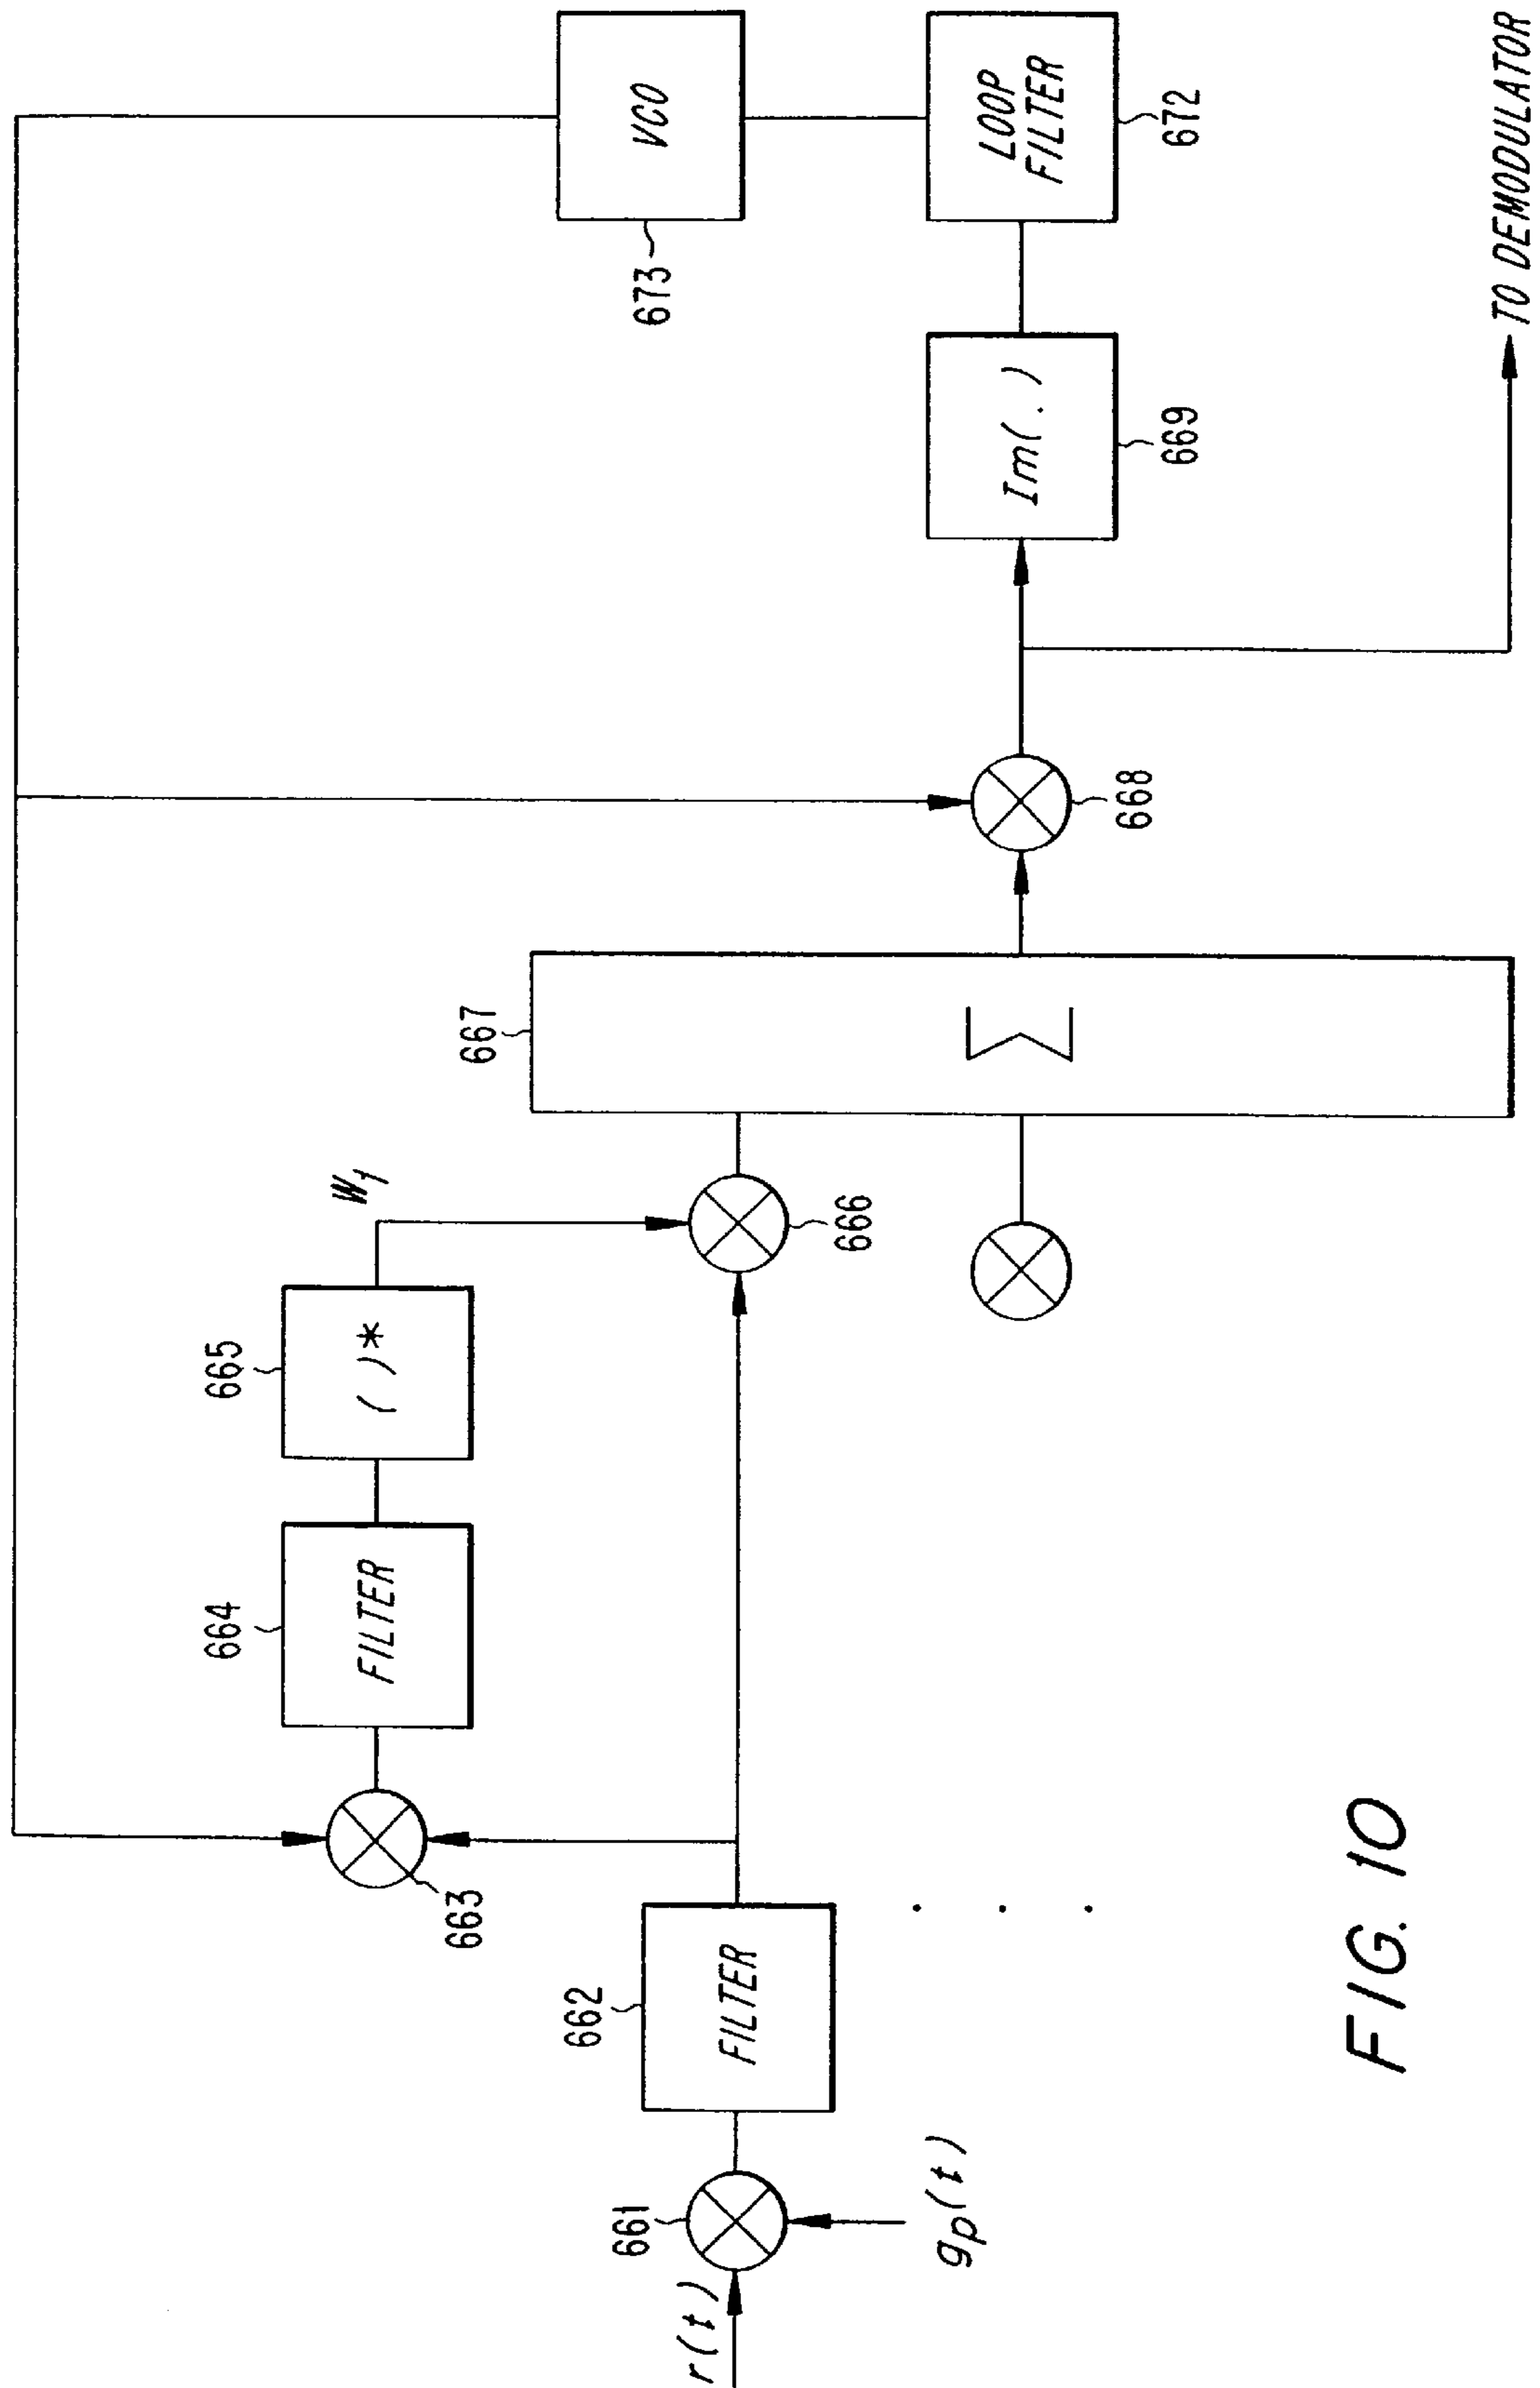 r(t)
661
gp(t)
662
FILTER
663
664
FILTER
665
( )*
W1
666
667
Σ
668
Im(.)
669
LOOP
FILTER
672
VCO
673
TO DEMODULATOR
FIG. 10